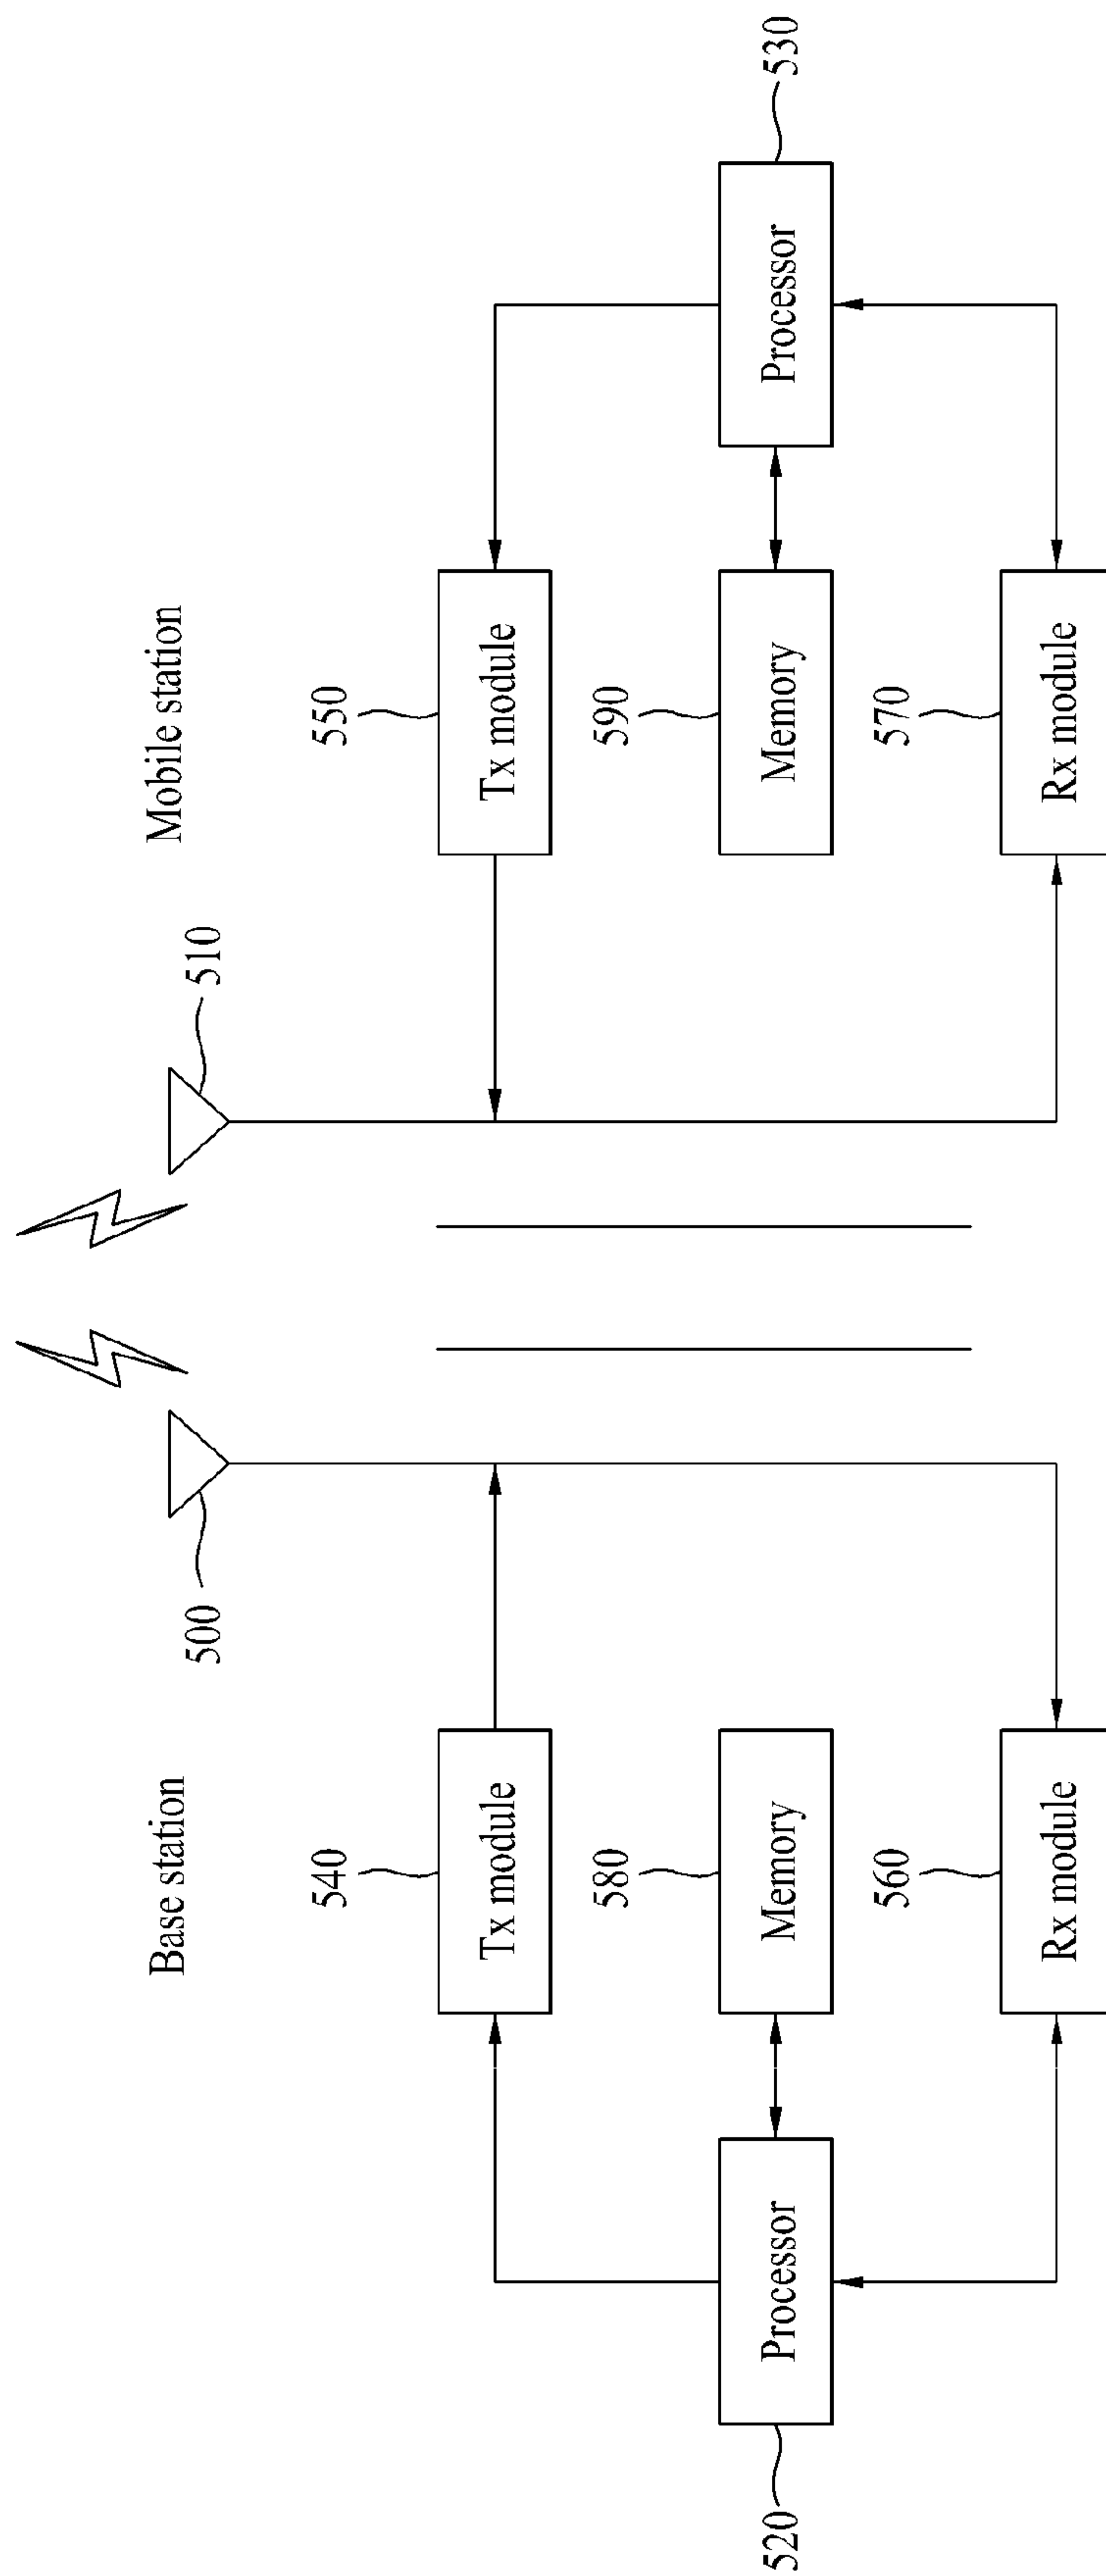 Base station
Mobile station
500
510
540
Tx module
550
Tx module
520
Processor
580
Memory
590
Memory
Processor
530
560
Rx module
570
Rx module